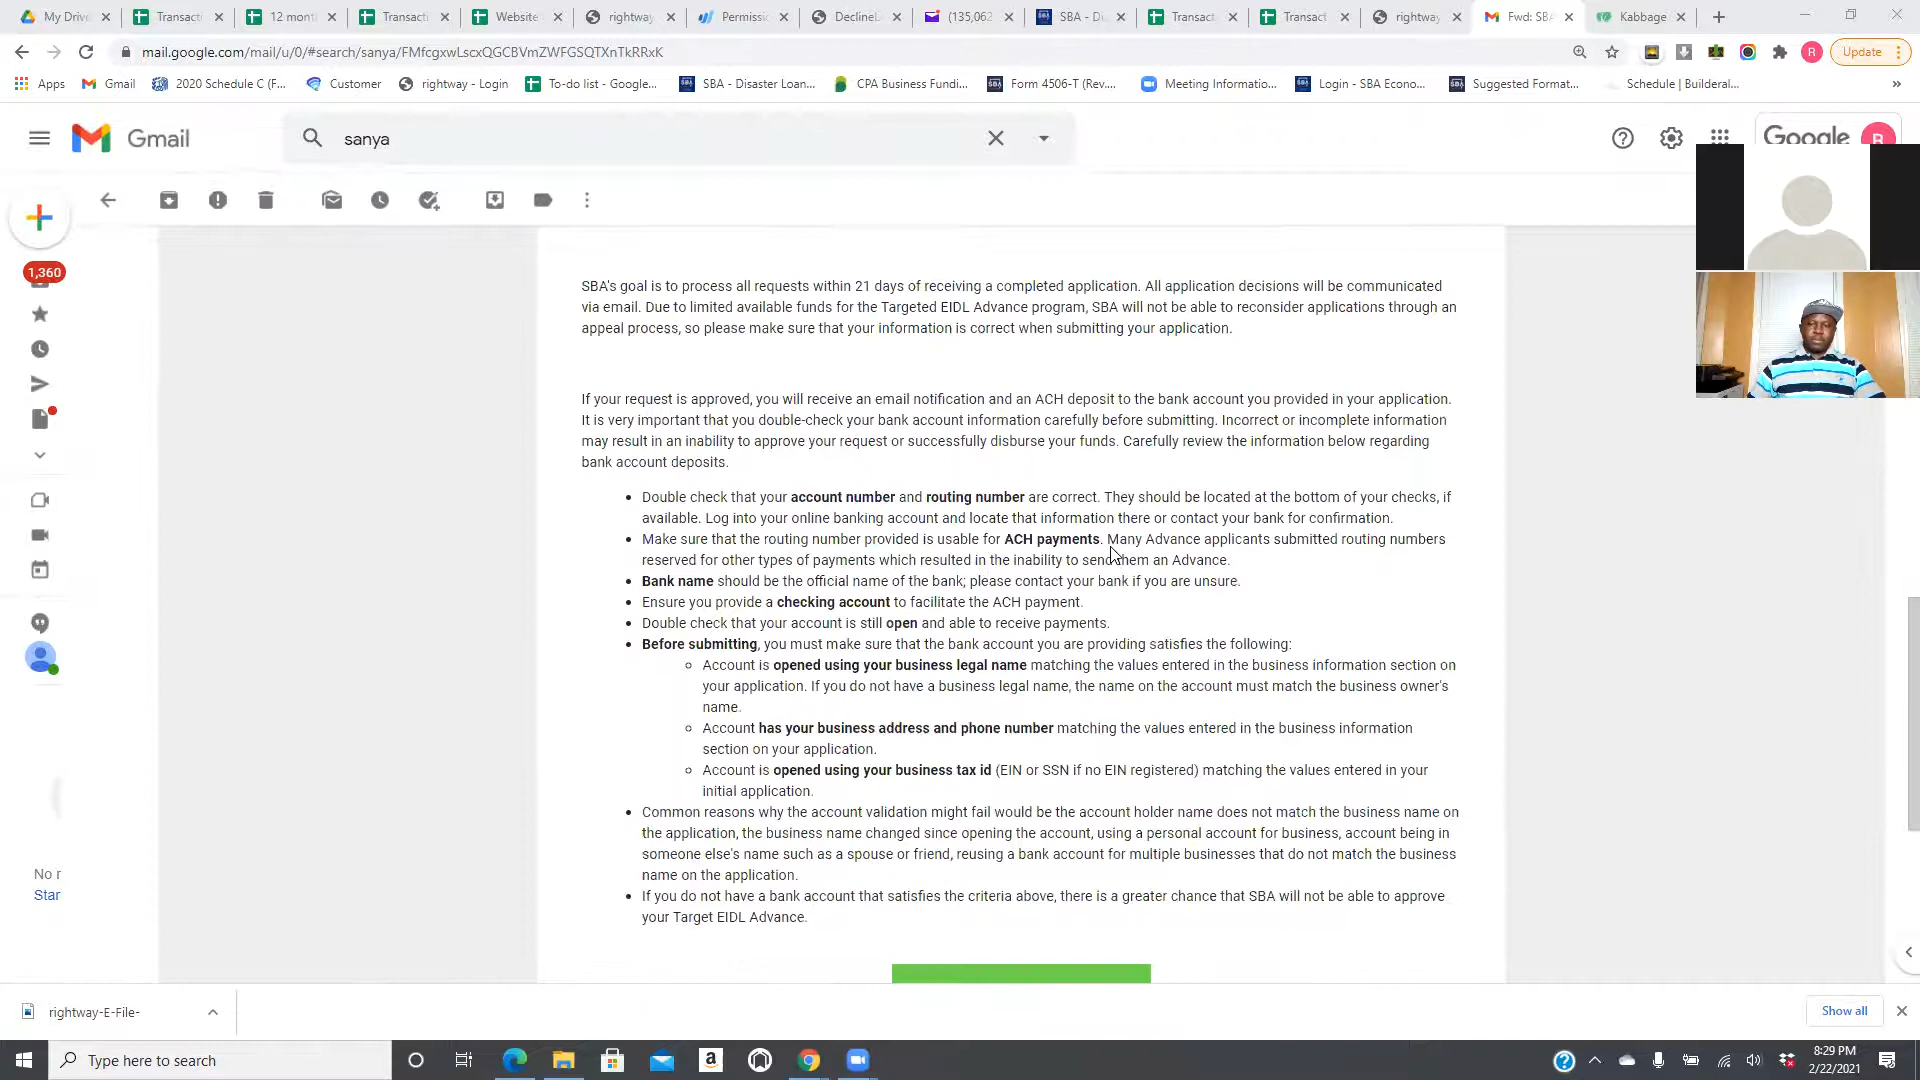 My Drive
Transact
12 mont
Transacti
Website
rightway
Permissic
Decline
(135,062
SBA - Di
Transact
Transact
rightway
Fwd: SB
Kabbage
mail.google.com/mail/u/0/#search/sanya/FMfcgxwLscxQGCBVmZWFGSQTXnTkRRxK
R
Update
Apps
Gmail
2020 Schedule C (F...
Customer
rightway - Login
To-do list - Google...
SBA - Disaster Loan...
CPA Business Fundi...
Form 4506-T (Rev....
Meeting Informatio...
Login - SBA Econo...
Suggested Format...
Schedule | Builderal...
Gmail
sanya
Google
1,360
SBA's goal is to process all requests within 21 days of receiving a completed application. All application decisions will be communicated
via email. Due to limited available funds for the Targeted EIDL Advance program, SBA will not be able to reconsider applications through an
appeal process, so please make sure that your information is correct when submitting your application.
If your request is approved, you will receive an email notification and an ACH deposit to the bank account you provided in your application.
It is very important that you double-check your bank account information carefully before submitting. Incorrect or incomplete information
may result in an inability to approve your request or successfully disburse your funds. Carefully review the information below regarding
bank account deposits.
Double check that your account number and routing number are correct. They should be located at the bottom of your checks, if
available. Log into your online banking account and locate that information there or contact your bank for confirmation.
Make sure that the routing number provided is usable for ACH payments. Many Advance applicants submitted routing numbers
reserved for other types of payments which resulted in the inability to send them an Advance.
Bank name should be the official name of the bank; please contact your bank if you are unsure.
Ensure you provide a checking account to facilitate the ACH payment.
Double check that your account is still open and able to receive payments.
Before submitting, you must make sure that the bank account you are providing satisfies the following:
Account is opened using your business legal name matching the values entered in the business information section on
your application. If you do not have a business legal name, the name on the account must match the business owner's
name.
Account has your business address and phone number matching the values entered in the business information
section on your application.
Account is opened using your business tax id (EIN or SSN if no EIN registered) matching the values entered in your
initial application.
Common reasons why the account validation might fail would be the account holder name does not match the business name on
the application, the business name changed since opening the account, using a personal account for business, account being in
someone else's name such as a spouse or friend, reusing a bank account for multiple businesses that do not match the business
name on the application.
If you do not have a bank account that satisfies the criteria above, there is a greater chance that SBA will not be able to approve
your Target EIDL Advance.
No r
Star
rightway-E-File-
Show all
Type here to search
8:29 PM
2/22/2021